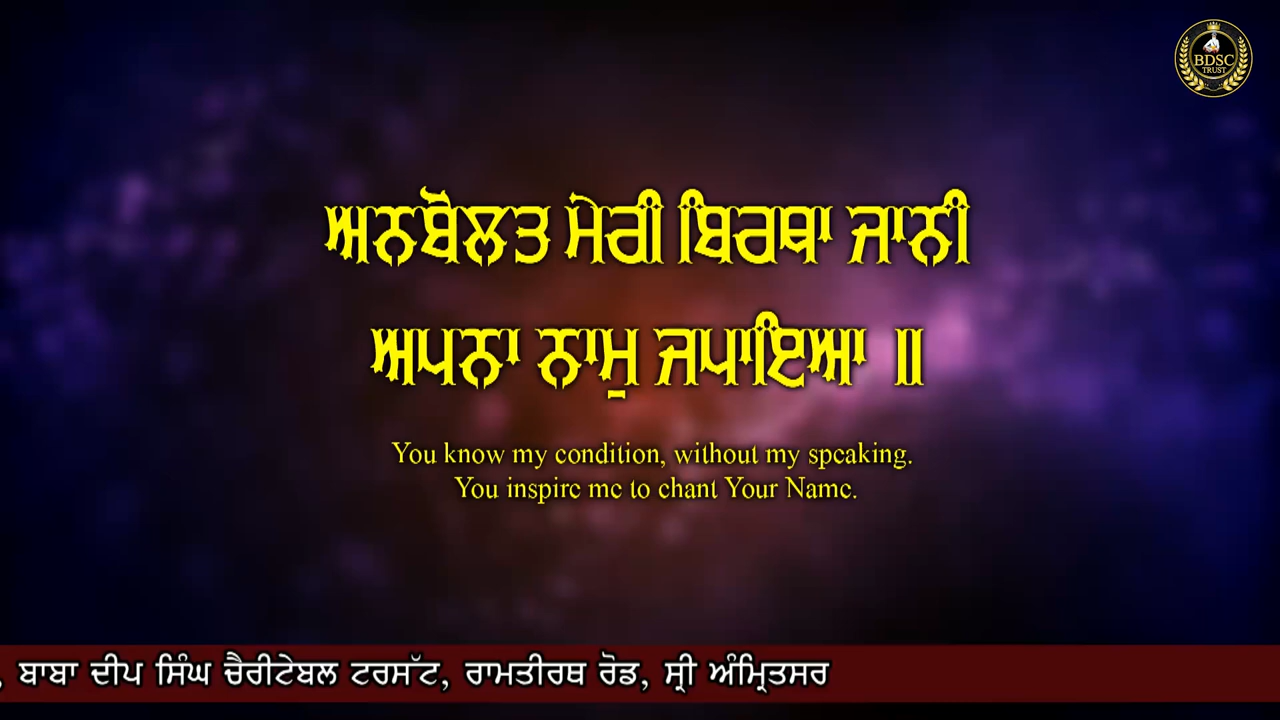 BDSC
TRUST
ਅਨਬੋਲਤ ਮੇਰੀ ਬਿਰਥਾ ਜਾਨੀ
ਅਪਨਾ ਨਾਮੁ ਜਪਾਇਆ ॥
You know my condition, without my speaking.
You inspire me to chant Your Name.
, ਬਾਬਾ ਦੀਪ ਸਿੰਘ ਚੈਰੀਟੇਬਲ ਟਰਸੱਟ, ਰਾਮਤੀਰਥ ਰੋਡ, ਸ੍ਰੀ ਅੰਮ੍ਰਿਤਸਰ